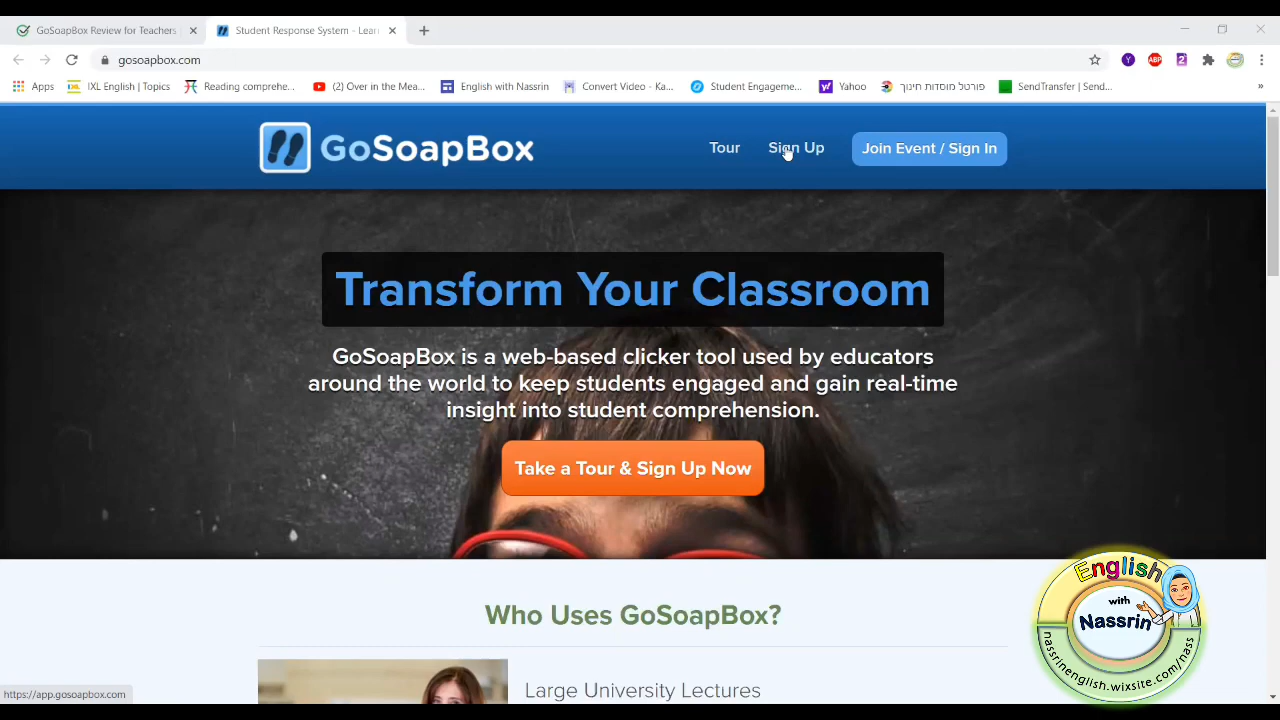 GoSoapBox Review for Teachers
Student Response System - Lear
gosoapbox.com
Apps
IXL English | Topics
Reading comprehe...
(2) Over in the Mea...
English with Nassrin
Convert Video - Ka...
Student Engageme...
Yahoo
פורטל מוסדות חינוך
SendTransfer | Send...
GoSoapBox
Tour
Sign Up
Join Event / Sign In
Transform Your Classroom
GoSoapBox is a web-based clicker tool used by educators
around the world to keep students engaged and gain real-time
insight into student comprehension.
Take a Tour & Sign Up Now
Who Uses GoSoapBox?
Large University Lectures
English
with
Nassrin
nassrinenglish.wixsite.com/nass
https://app.gosoapbox.com